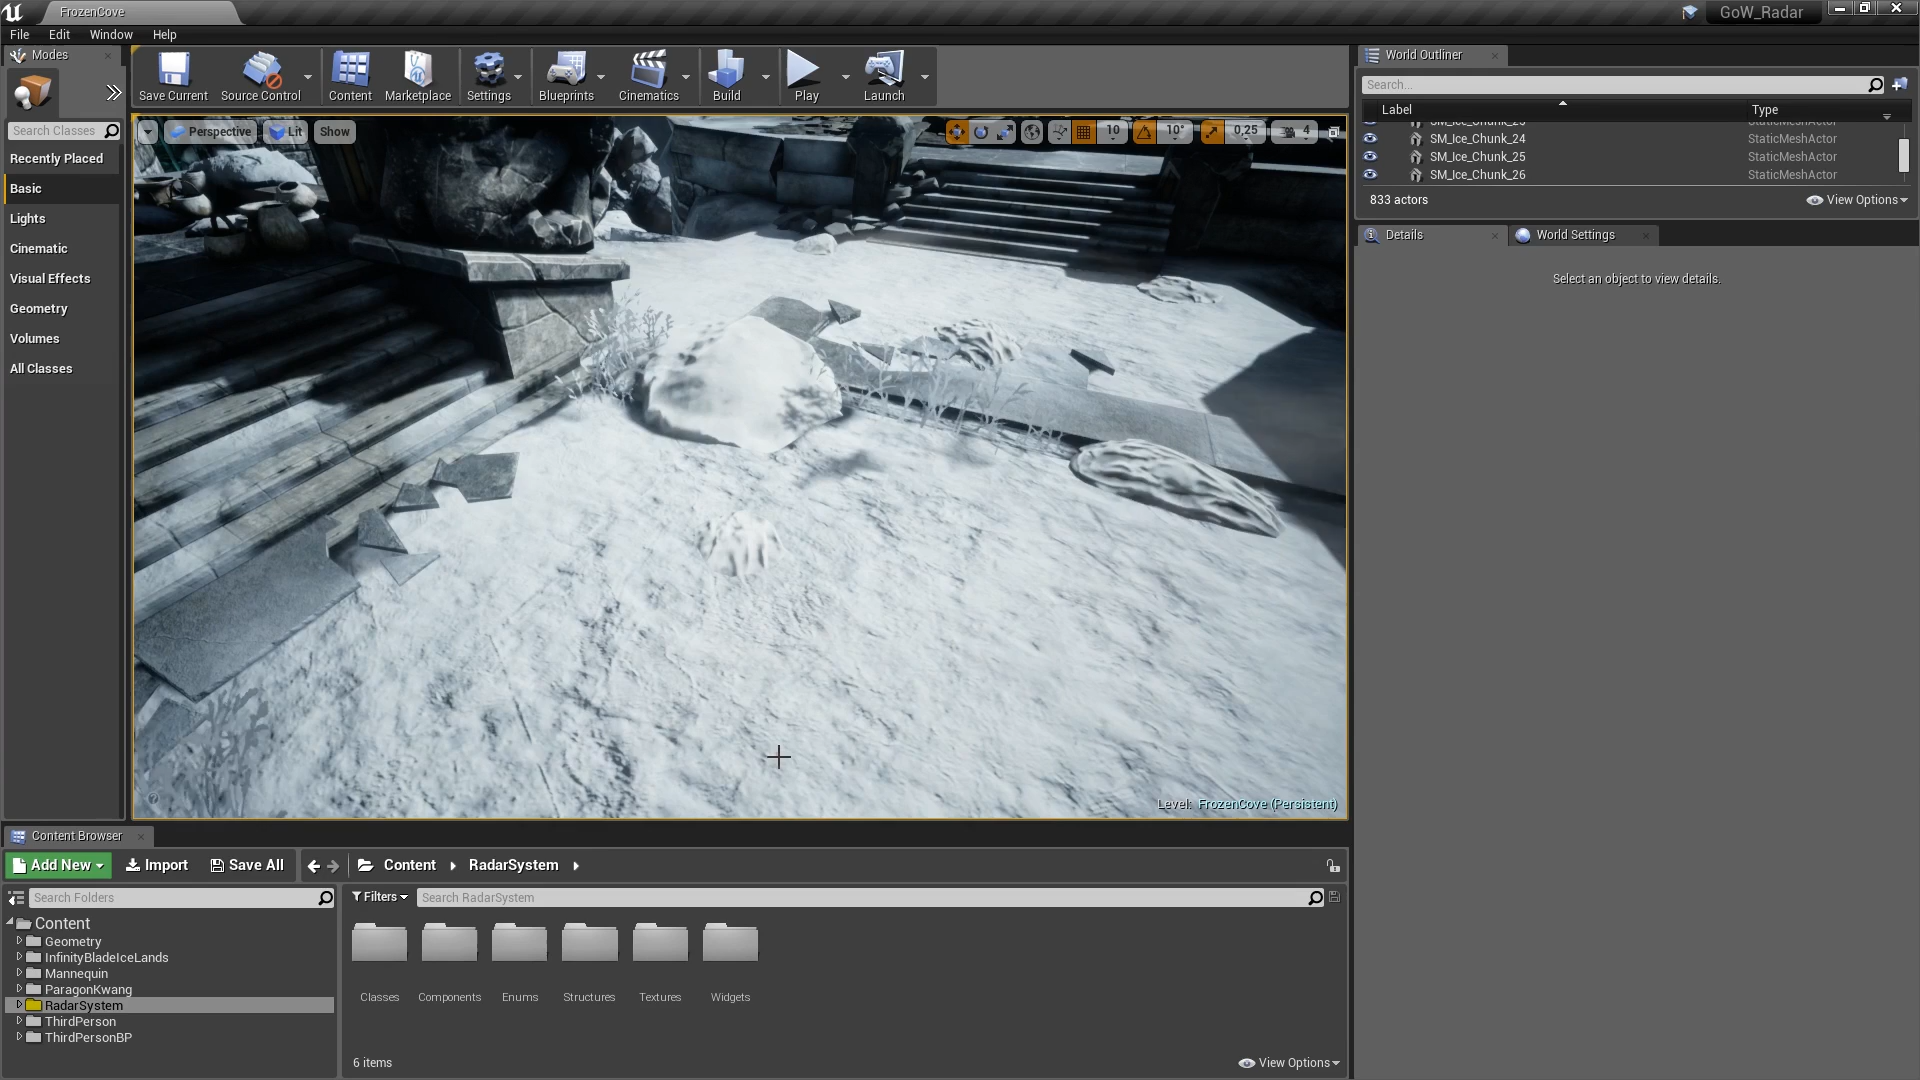 FrozenCove
GoW_Radar
File Edit Window Help
Modes
Save Current Source Control Content Marketplace Settings Blueprints Cinematics Build Play Launch
World Outliner
Search...
Label Type
SM_Ice_Chunk_24 StaticMeshActor
SM_Ice_Chunk_25 StaticMeshActor
SM_Ice_Chunk_26 StaticMeshActor
833 actors View Options
Details World Settings
Select an object to view details.
Search Classes
Recently Placed
Basic
Lights
Cinematic
Visual Effects
Geometry
Volumes
All Classes
Perspective Lit Show 10 10° 0.25 4
Level: FrozenCove (Persistent)
Content Browser
Add New Import Save All Content RadarSystem
Search Folders
Content
Geometry
InfinityBladeIceLands
Mannequin
ParagonKwang
RadarSystem
ThirdPerson
ThirdPersonBP
Filters Search RadarSystem
Classes Components Enums Structures Textures Widgets
6 items View Options